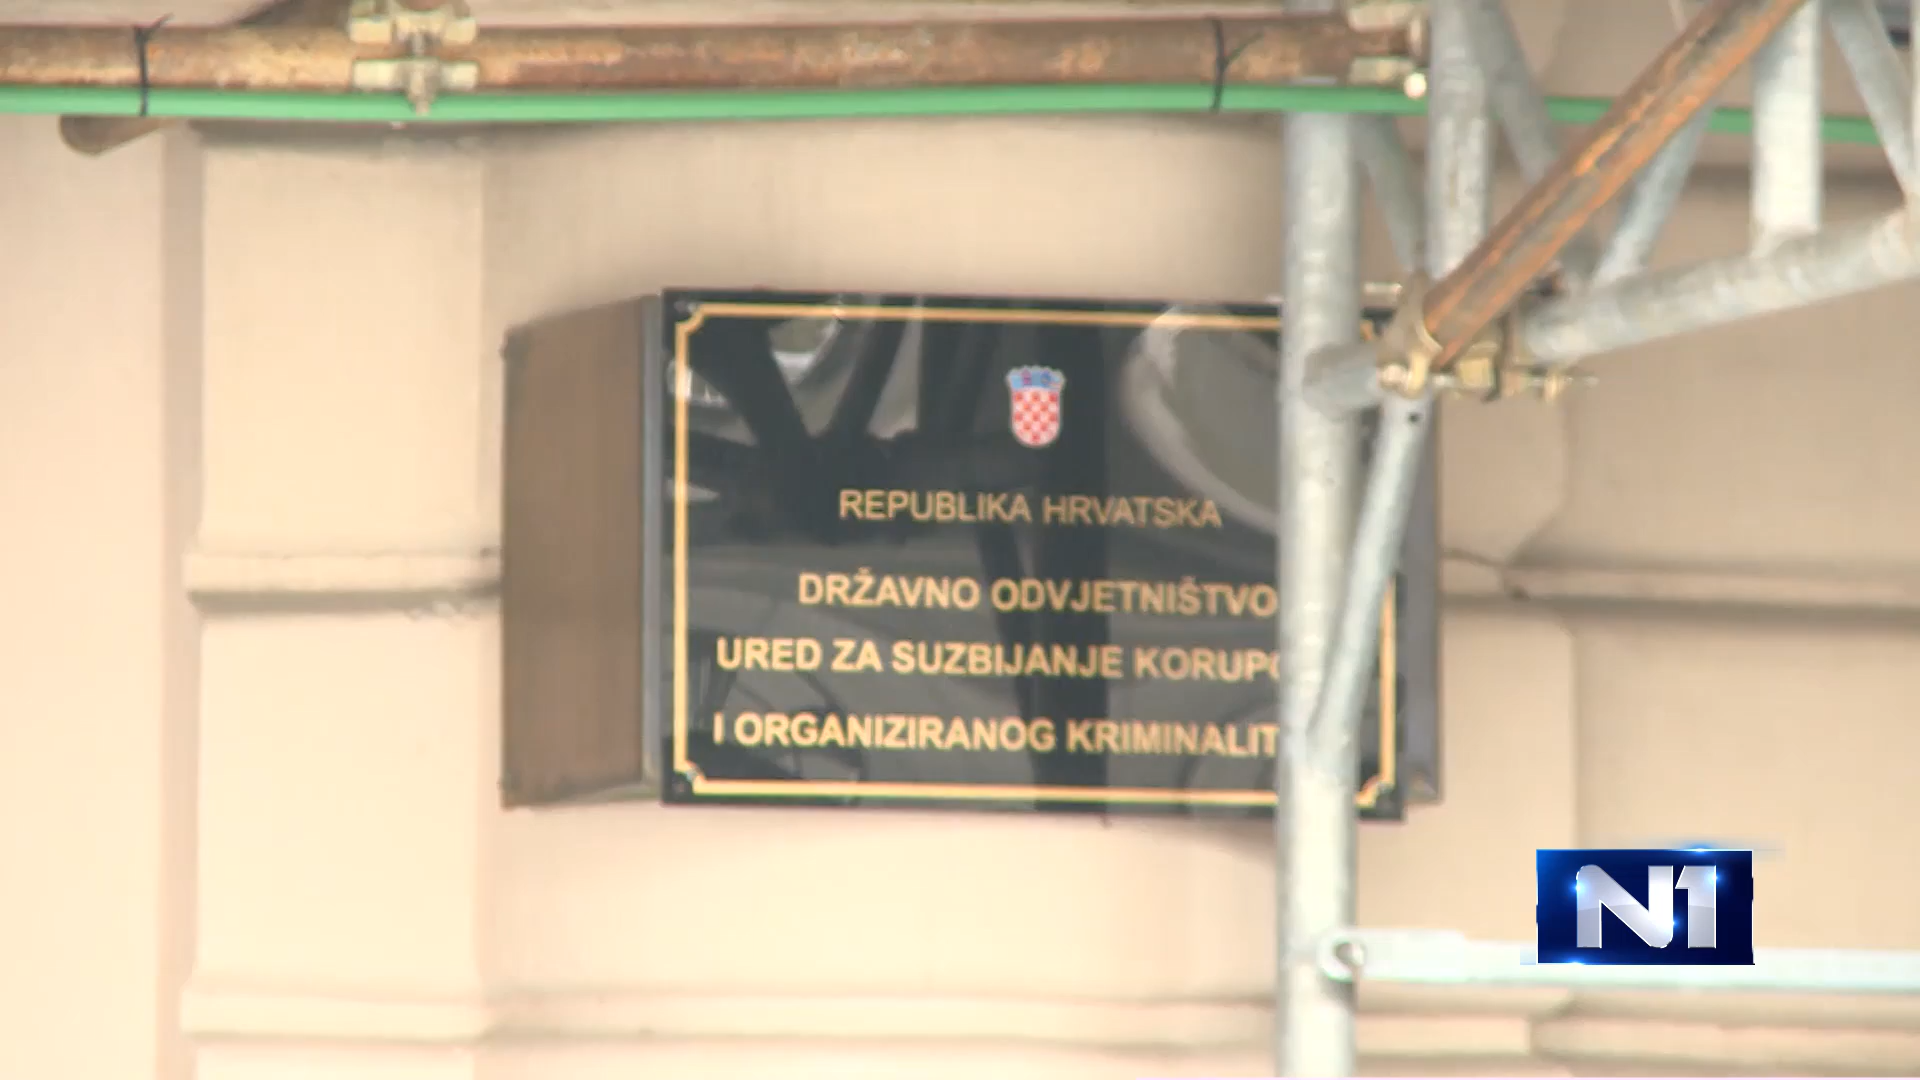 REPUBLIKA HRVATSKA
DRŽAVNO ODVJETNIŠTVO
URED ZA SUZBIJANJE
I ORGANIZIRANOG
N1